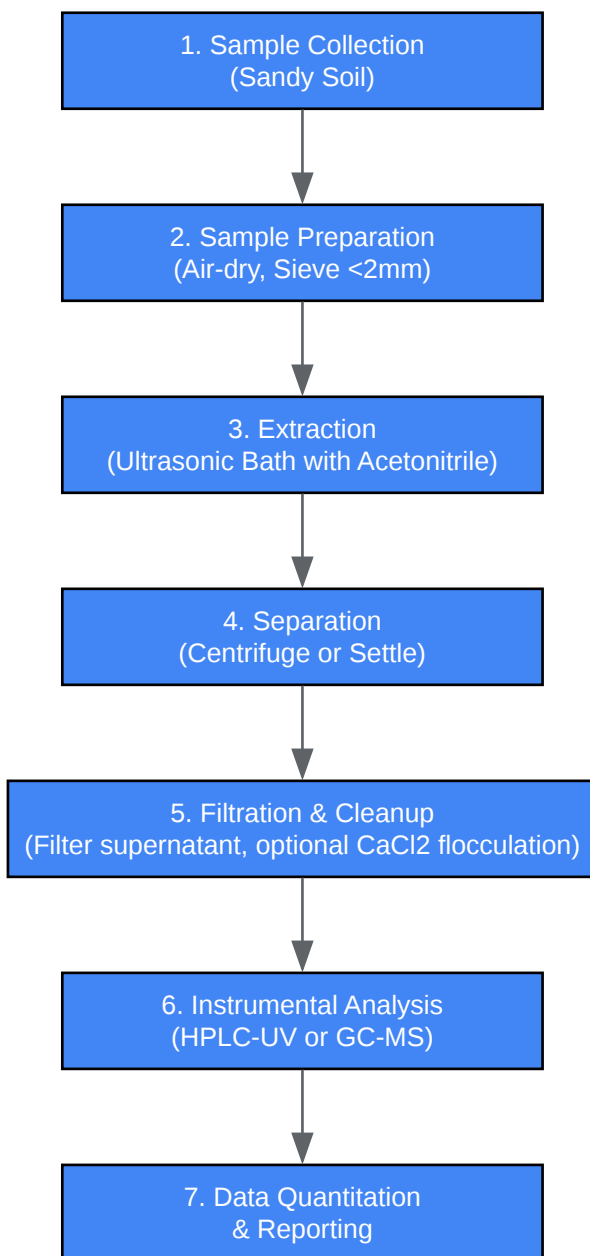 1. Sample Collection
(Sandy Soil)
2. Sample Preparation
(Air-dry, Sieve <2mm)
3. Extraction
(Ultrasonic Bath with Acetonitrile)
4. Separation
(Centrifuge or Settle)
5. Filtration & Cleanup
(Filter supernatant, optional CaCl2 flocculation)
6. Instrumental Analysis
(HPLC-UV or GC-MS)
7. Data Quantitation
& Reporting